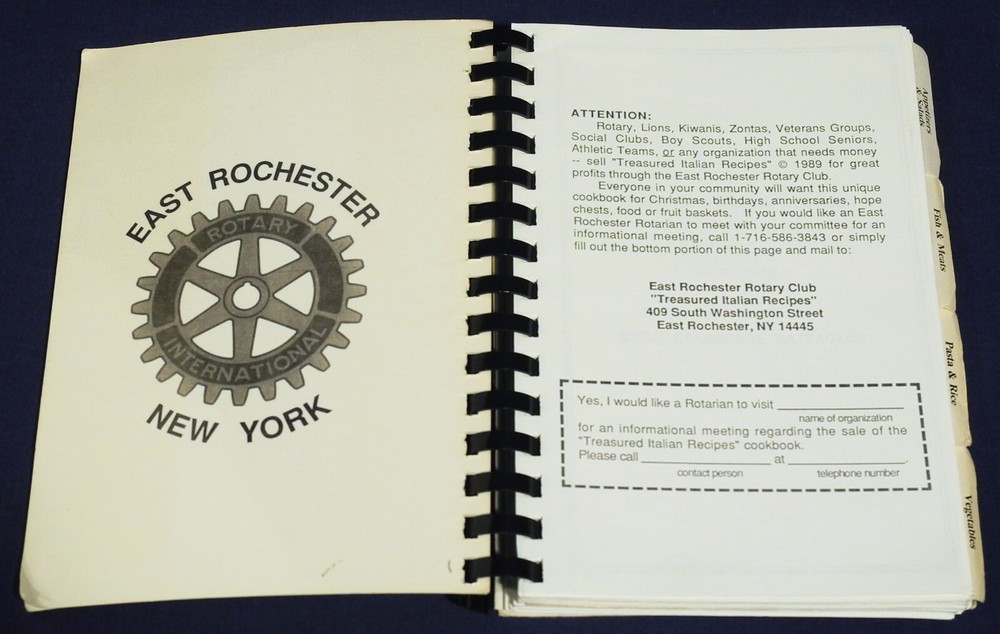 EAST ROCHESTER
ROTARY
INTERNATIONAL
NEW YORK
ATTENTION:
Rotary, Lions, Kiwanis, Zontas, Veterans Groups,
Social Clubs, Boy Scouts, High School Seniors,
Athletic Teams, or any organization that needs money
-- sell "Treasured Italian Recipes" © 1989 for great
profits through the East Rochester Rotary Club.
Everyone in your community will want this unique
cookbook for Christmas, birthdays, anniversaries, hope
chests, food or fruit baskets. If you would like an East
Rochester Rotarian to meet with your committee for an
informational meeting, call 1-716-586-3843 or simply
fill out the bottom portion of this page and mail to:
East Rochester Rotary Club
"Treasured Italian Recipes"
409 South Washington Street
East Rochester, NY 14445
Yes, I would like a Rotarian to visit
name of organization
for an informational meeting regarding the sale of the
"Treasured Italian Recipes" cookbook.
Please call at .
contact person telephone number
Appetizers
& Salads
Fish & Meats
Pasta & Rice
Vegetables